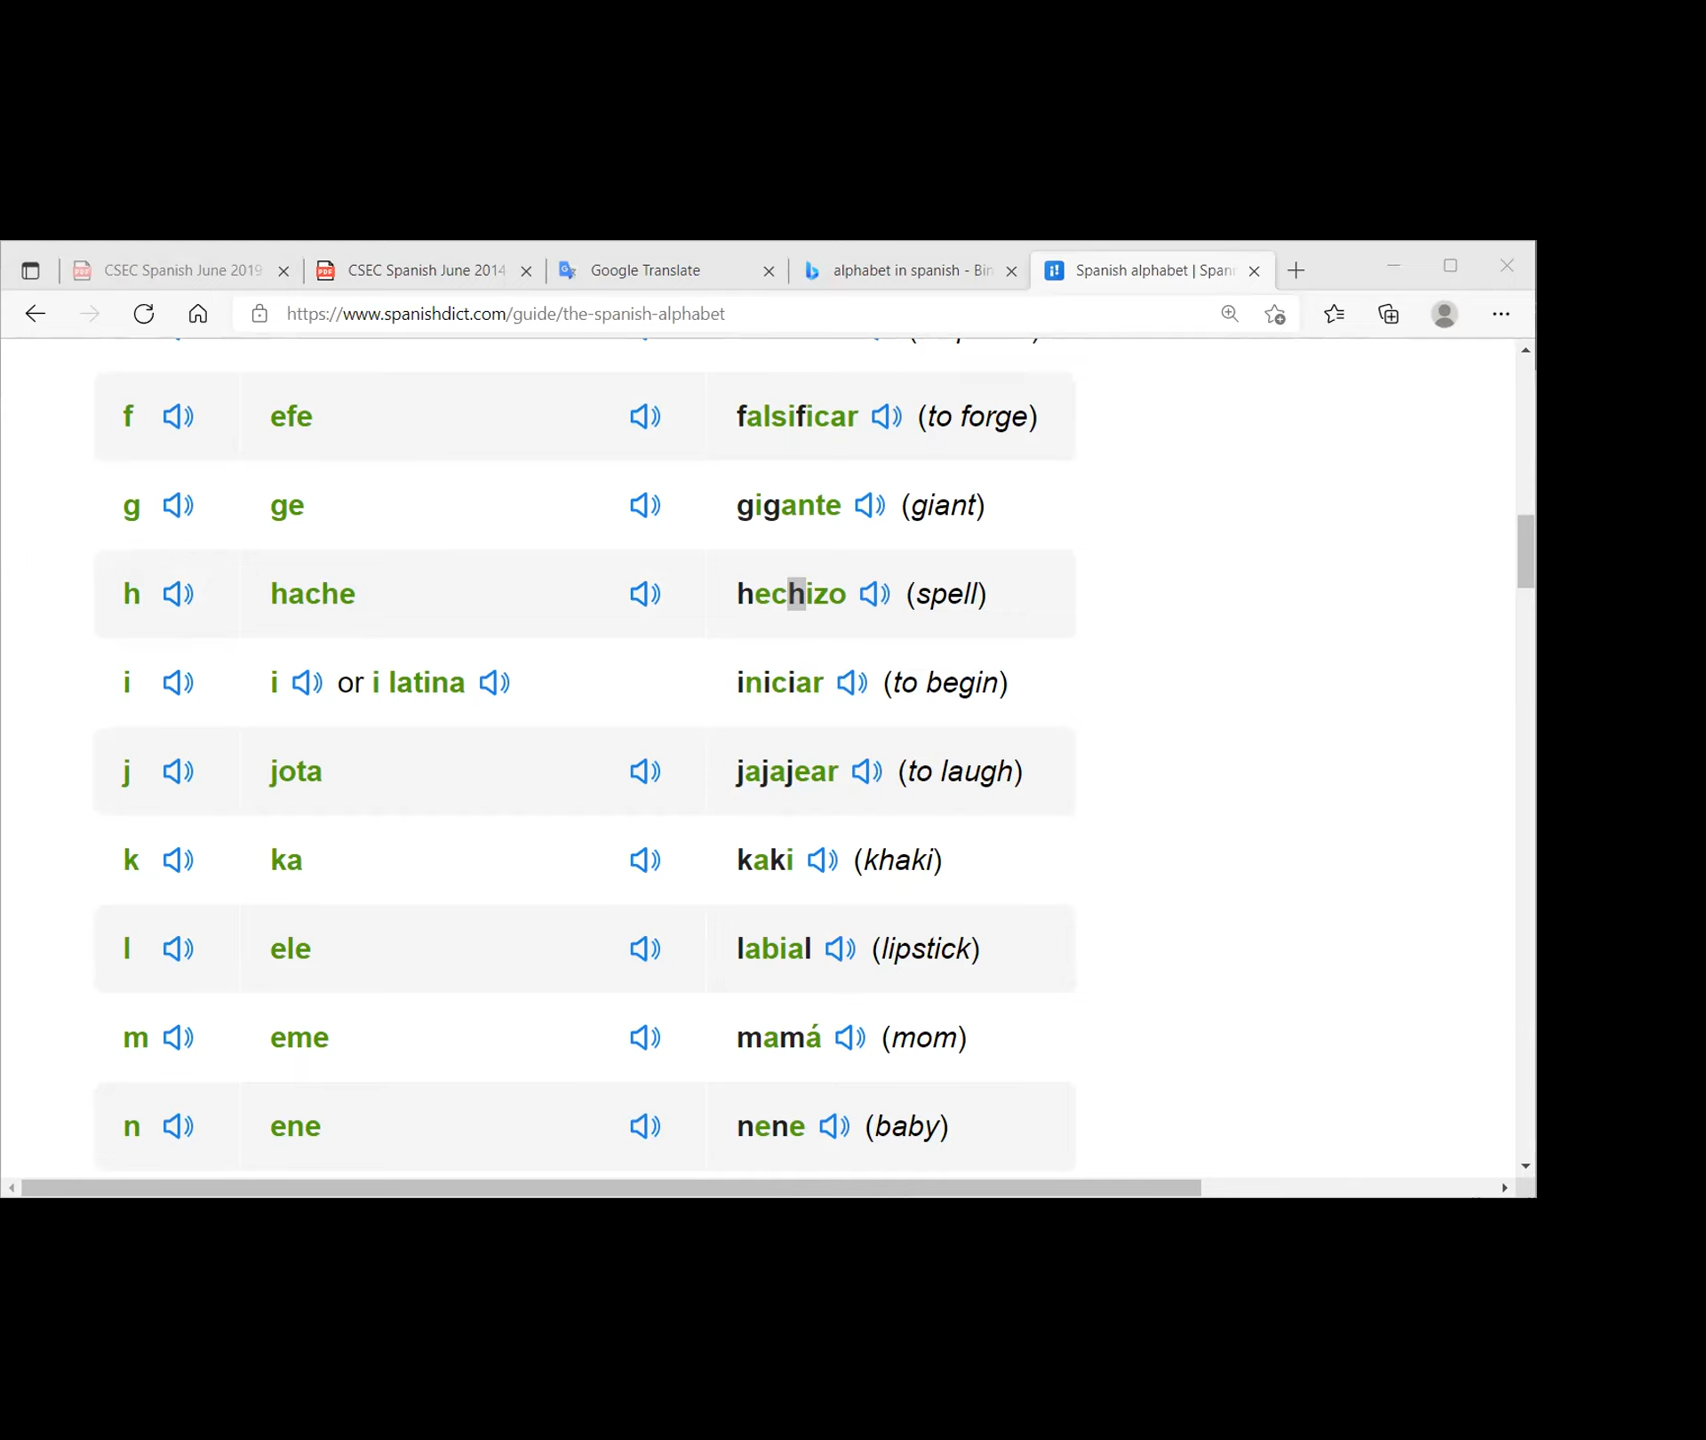 CSEC Spanish June 2019
CSEC Spanish June 2014
Google Translate
alphabet in spanish - Bin
Spanish alphabet | Span
https://www.spanishdict.com/guide/the-spanish-alphabet
f efe falsificar (to forge)
g ge gigante (giant)
h hache hechizo (spell)
i i or i latina iniciar (to begin)
j jota jajajear (to laugh)
k ka kaki (khaki)
l ele labial (lipstick)
m eme mamá (mom)
n ene nene (baby)